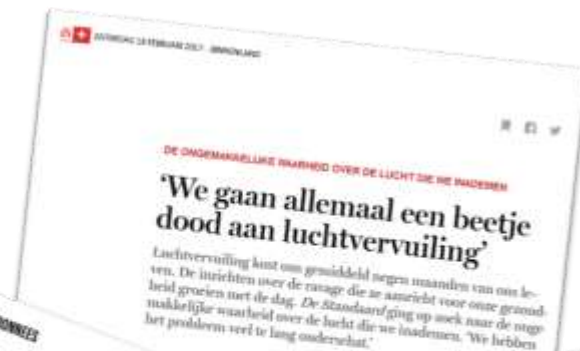 ZATERDAG 18 FEBRUARI 2017 - BINNENLAND
DE ONGEMAKKELIJKE WAARHEID OVER DE LUCHT DIE WE INADEMEN
‘We gaan allemaal een beetje
dood aan luchtvervuiling’
Luchtvervuiling kost ons gemiddeld negen maanden van ons le-
ven. De inzichten over de ravage die ze aanricht voor onze gezond-
heid groeien met de dag. De Standaard ging op zoek naar de onge-
makkelijke waarheid over de lucht die we inademen. ‘We hebben
het probleem veel te lang onderschat.’